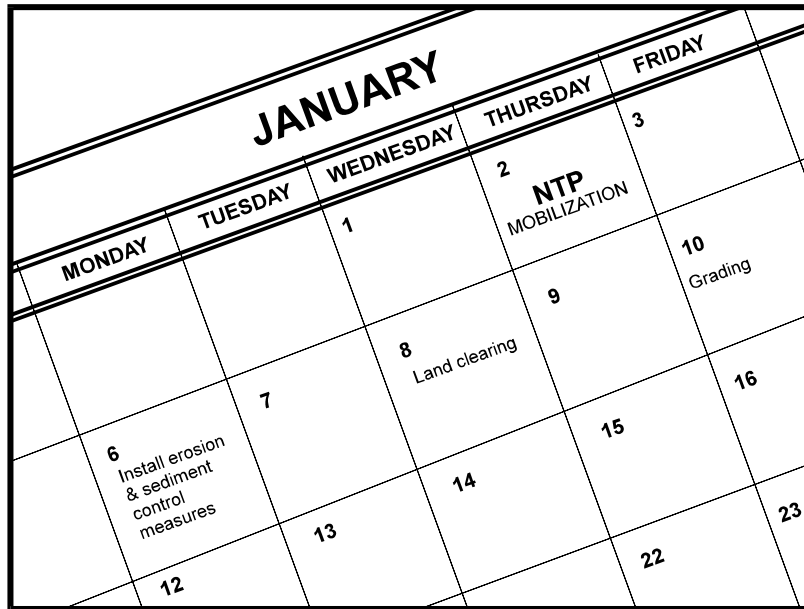 JANUARY
MONDAY
TUESDAY
WEDNESDAY
THURSDAY
FRIDAY
1
2
NTP
MOBILIZATION
3
6
Install erosion
& sediment
control
measures
7
8
Land clearing
9
10
Grading
12
13
14
15
16
22
23